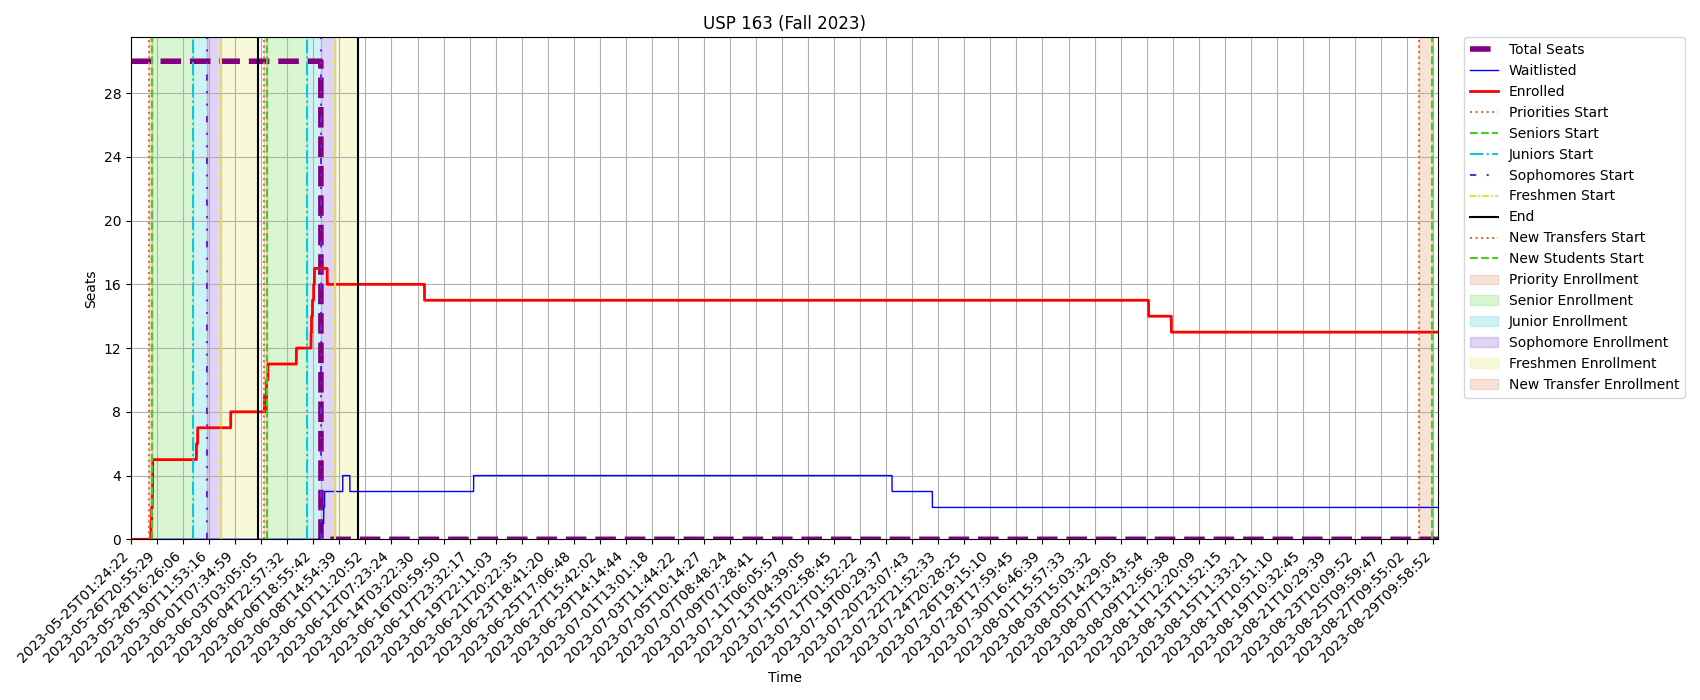 USP 163 (Fall 2023)
Seats
28
24
20
16
12
8
4
0
2023-05-25T01:24:22
2023-05-26T20:55:29
2023-05-28T16:26:06
2023-05-30T11:53:16
2023-06-01T07:34:59
2023-06-03T03:05:05
2023-06-04T22:57:32
2023-06-06T18:55:42
2023-06-08T14:54:39
2023-06-10T11:20:52
2023-06-12T07:23:24
2023-06-14T04:22:30
2023-06-16T00:59:50
2023-06-17T23:32:17
2023-06-19T22:11:03
2023-06-21T20:22:35
2023-06-23T18:41:20
2023-06-25T17:06:48
2023-06-27T15:42:02
2023-06-29T14:14:44
2023-07-01T13:01:18
2023-07-03T11:44:22
2023-07-05T10:14:27
2023-07-07T08:48:24
2023-07-09T07:28:41
2023-07-11T06:05:57
2023-07-13T04:39:05
2023-07-15T02:58:45
2023-07-17T01:52:22
2023-07-19T00:29:37
2023-07-20T23:07:43
2023-07-22T21:52:33
2023-07-24T20:28:25
2023-07-26T19:15:10
2023-07-28T17:59:45
2023-07-30T16:46:39
2023-08-01T15:57:33
2023-08-03T15:03:32
2023-08-05T14:29:05
2023-08-07T13:43:54
2023-08-09T12:56:38
2023-08-11T12:20:09
2023-08-13T11:52:15
2023-08-15T11:33:21
2023-08-17T10:51:10
2023-08-19T10:32:45
2023-08-21T10:29:39
2023-08-23T10:09:52
2023-08-25T09:59:47
2023-08-27T09:55:02
2023-08-29T09:58:52
Time
Total Seats
Waitlisted
Enrolled
Priorities Start
Seniors Start
Juniors Start
Sophomores Start
Freshmen Start
End
New Transfers Start
New Students Start
Priority Enrollment
Senior Enrollment
Junior Enrollment
Sophomore Enrollment
Freshmen Enrollment
New Transfer Enrollment